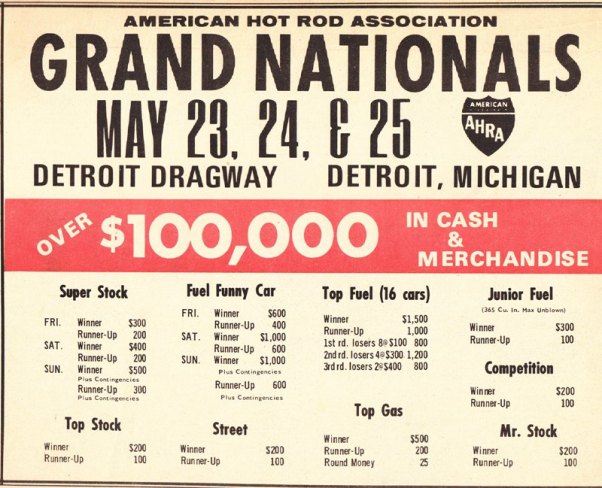 AMERICAN HOT ROD ASSOCIATION
GRAND NATIONALS
MAY 23, 24, & 25
AMERICAN
AHRA
DETROIT DRAGWAY DETROIT, MICHIGAN
OVER $100,000 IN CASH
&
MERCHANDISE
Super Stock
FRI. Winner $300
Runner-Up 200
SAT. Winner $400
Runner-Up 200
SUN. Winner $500
Plus Contingencies
Runner-Up 300
Plus Contingencies
Top Stock
Winner $200
Runner-Up 100
Fuel Funny Car
FRI. Winner $600
Runner-Up 400
SAT. Winner $1,000
Runner-Up 600
SUN. Winner $1,000
Plus Contingencies
Runner-Up 600
Plus Contingencies
Street
Winner $200
Runner-Up 100
Top Fuel (16 cars)
Winner $1,500
Runner-Up 1,000
1st rd. losers 8@$100 800
2nd rd. losers 4@$300 1,200
3rd rd. losers 2@$400 800
Top Gas
Winner $500
Runner-Up 200
Round Money 25
Junior Fuel
(365 Cu. In. Max Unblown)
Winner $300
Runner-Up 100
Competition
Winner $200
Runner-Up 100
Mr. Stock
Winner $200
Runner-Up 100